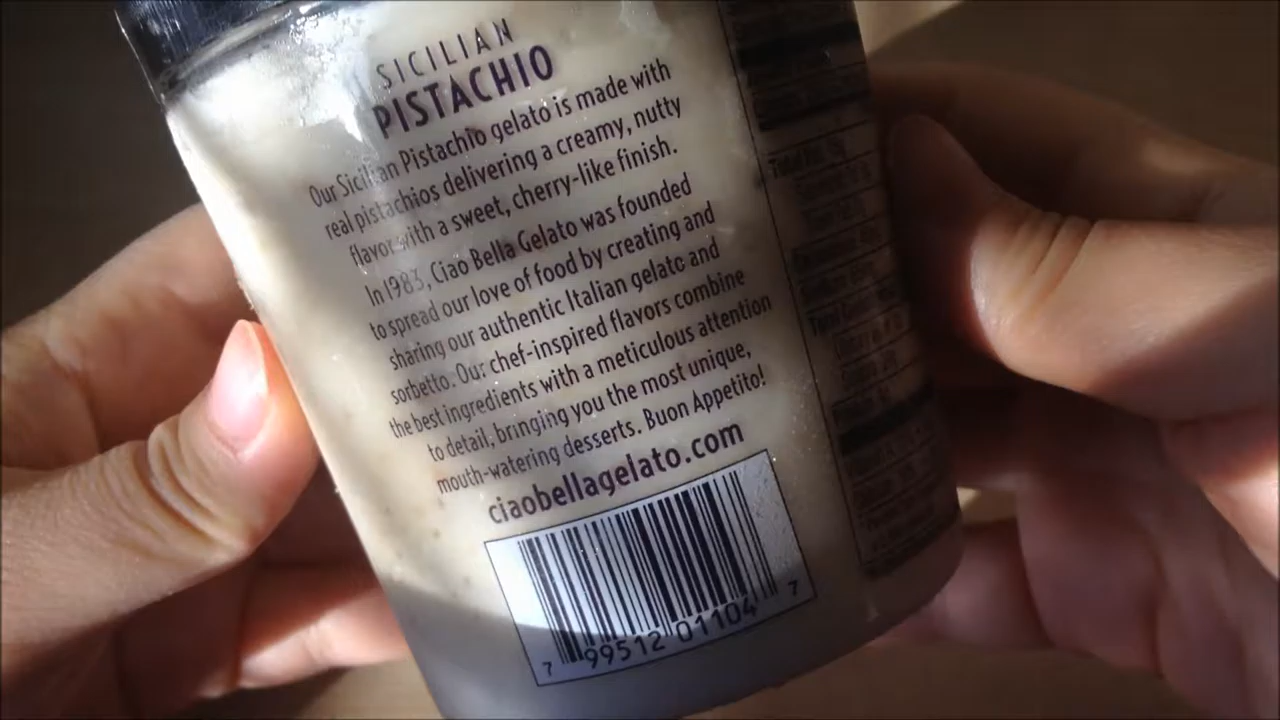 SICILIAN
PISTACHIO
Our Sicilian Pistachio gelato is made with
real pistachios delivering a creamy, nutty
flavor with a sweet, cherry-like finish.
In 1983, Ciao Bella Gelato was founded
to spread our love of food by creating and
sharing our authentic Italian gelato and
sorbetto. Our chef-inspired flavors combine
the best ingredients with a meticulous attention
to detail, bringing you the most unique,
mouth-watering desserts. Buon Appetito!
ciaobellagelato.com
7 99512 01104 7